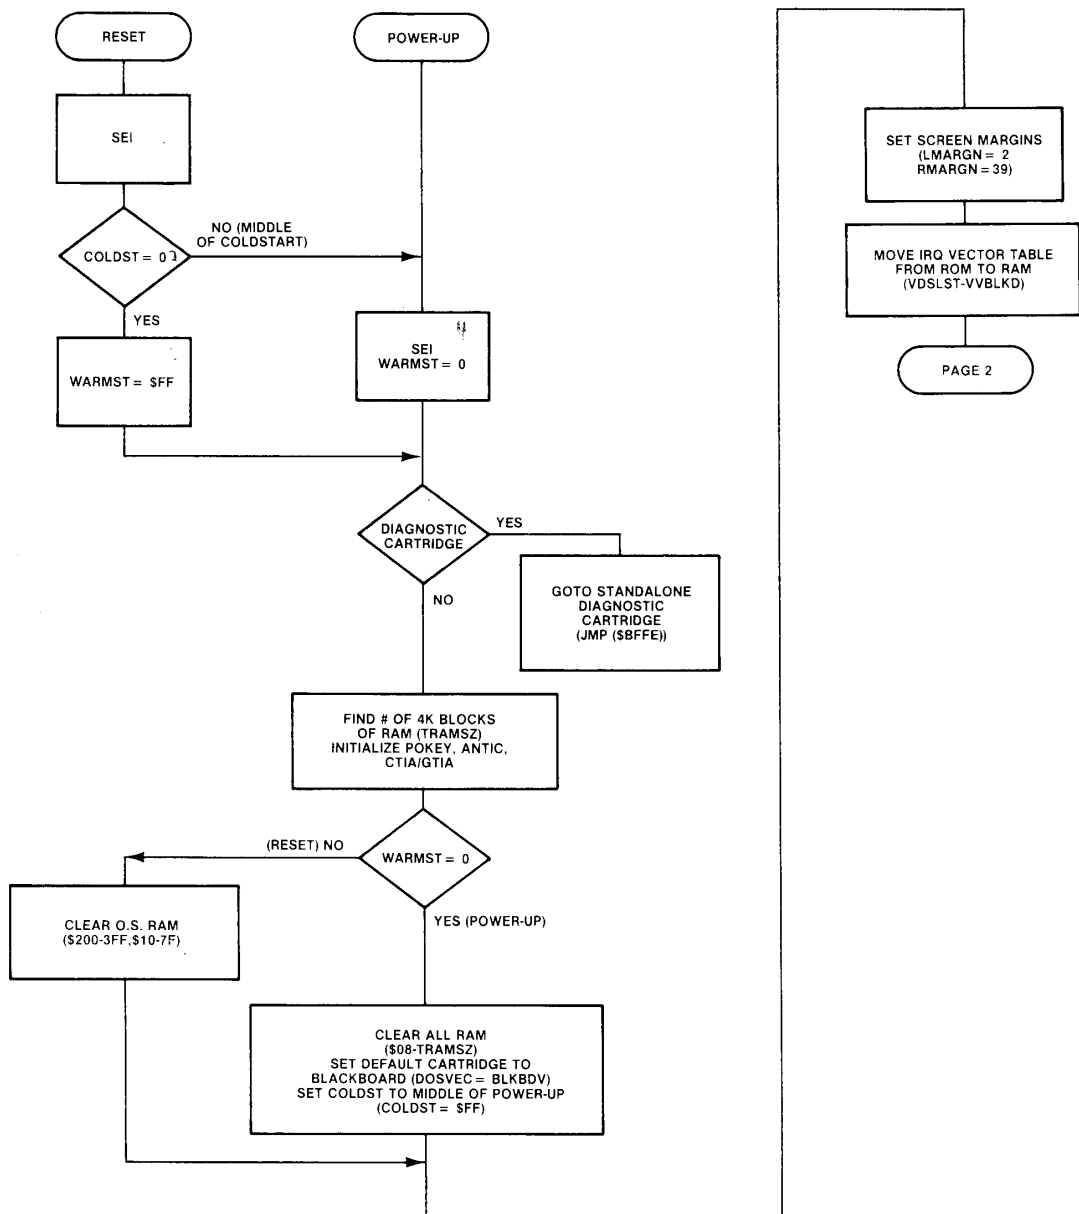 RESET
POWER-UP
SEI
COLDST = 0?
NO (MIDDLE
OF COLDSTART)
YES
WARMST = $FF
SEI
WARMST = 0
DIAGNOSTIC
CARTRIDGE
YES
NO
GOTO STANDALONE
DIAGNOSTIC
CARTRIDGE
(JMP ($BFFE))
FIND # OF 4K BLOCKS
OF RAM (TRAMSZ)
INITIALIZE POKEY, ANTIC,
CTIA/GTIA
(RESET) NO
WARMST = 0
YES (POWER-UP)
CLEAR O.S. RAM
($200-3FF,$10-7F)
CLEAR ALL RAM
($08-TRAMSZ)
SET DEFAULT CARTRIDGE TO
BLACKBOARD (DOSVEC = BLKBDV)
SET COLDST TO MIDDLE OF POWER-UP
(COLDST = $FF)
SET SCREEN MARGINS
(LMARGN = 2
RMARGN = 39)
MOVE IRQ VECTOR TABLE
FROM ROM TO RAM
(VDSLST-VVBLKD)
PAGE 2